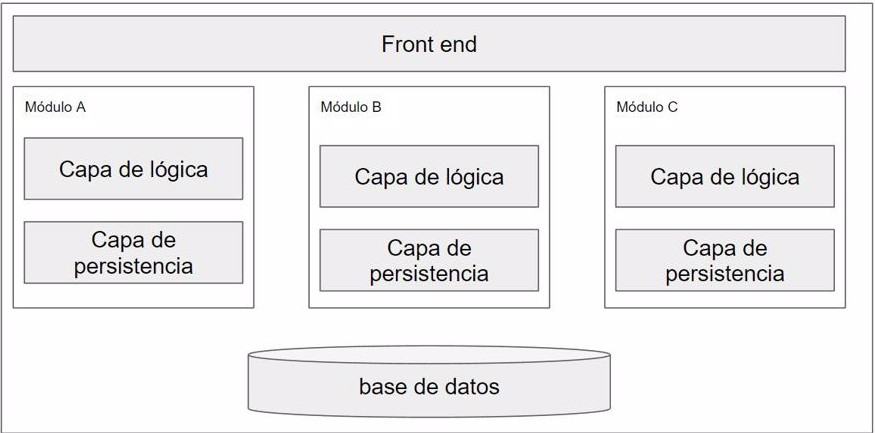 Front end
Módulo A
Capa de lógica
Capa de
persistencia
Módulo B
Capa de lógica
Capa de
persistencia
Módulo C
Capa de lógica
Capa de
persistencia
base de datos